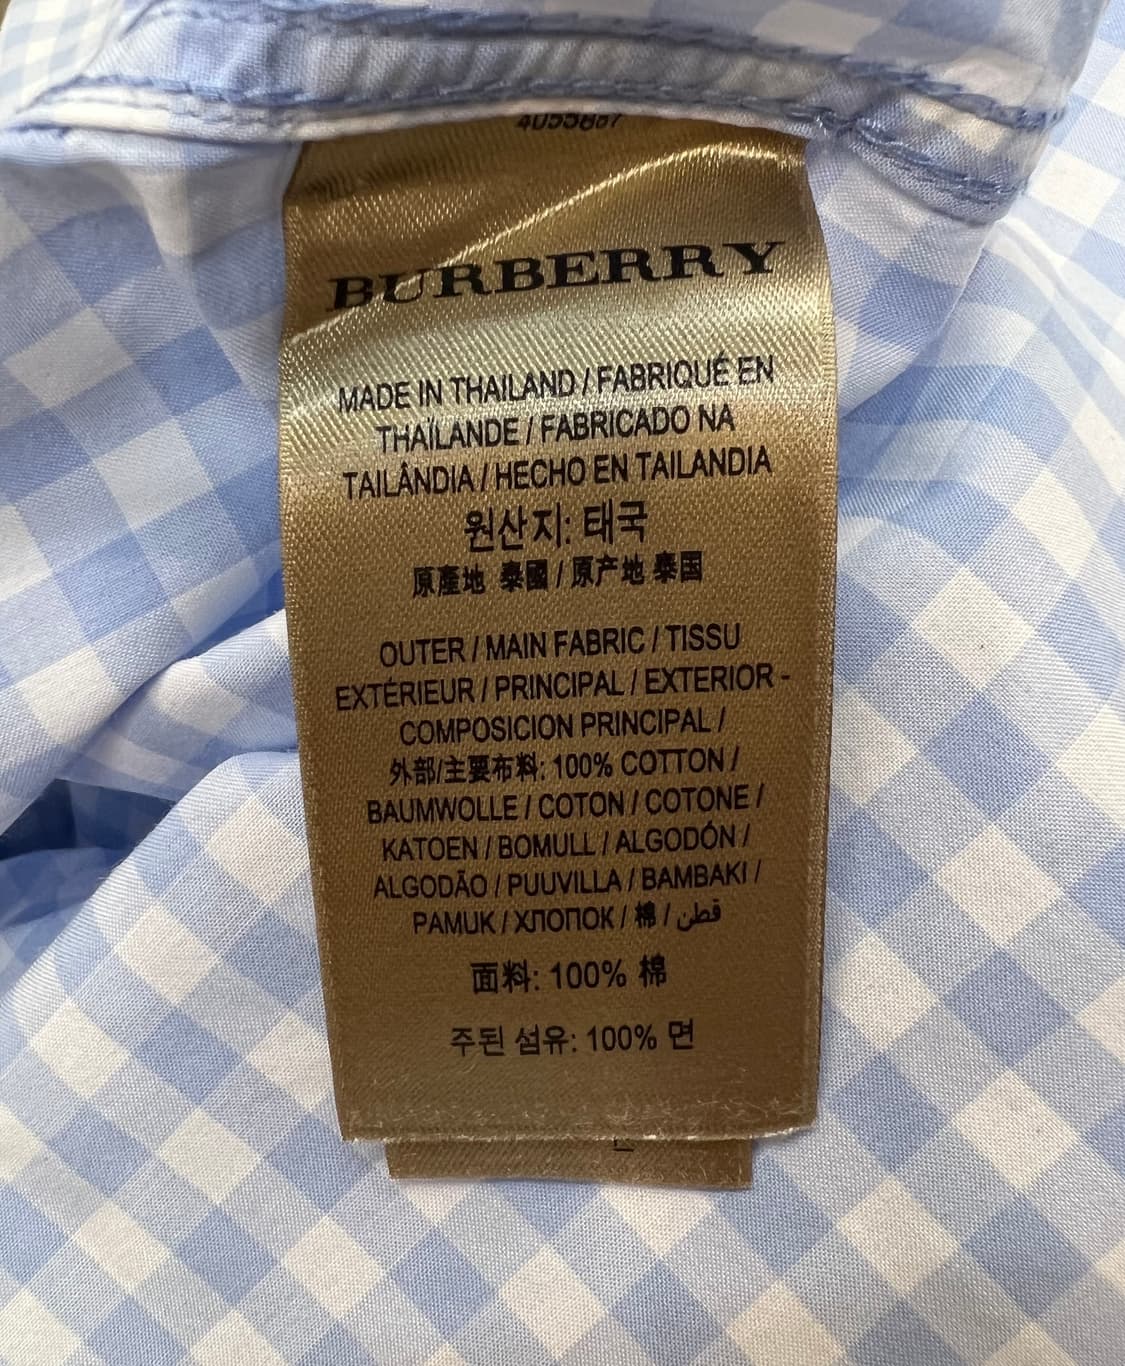 4055887
BURBERRY
MADE IN THAILAND / FABRIQUÉ EN
THAÏLANDE / FABRICADO NA
TAILÂNDIA / HECHO EN TAILANDIA
원산지: 태국
原產地 泰國 / 原产地 泰国
OUTER / MAIN FABRIC / TISSU
EXTÉRIEUR / PRINCIPAL / EXTERIOR -
COMPOSICION PRINCIPAL /
外部/主要布料: 100% COTTON /
BAUMWOLLE / COTON / COTONE /
KATOEN / BOMULL / ALGODÓN /
ALGODÃO / PUUVILLA / BAMBAKI /
PAMUK / ХЛОПОК / 棉 / قطن
面料: 100% 棉
주된 섬유: 100% 면